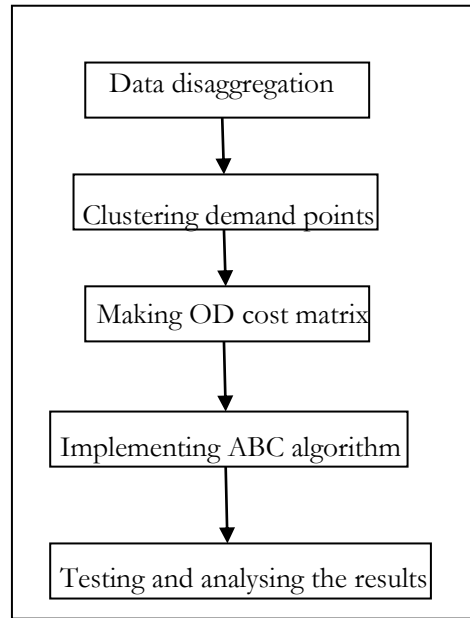 Data disaggregation
Clustering demand points
Making OD cost matrix
Implementing ABC algorithm
Testing and analysing the results